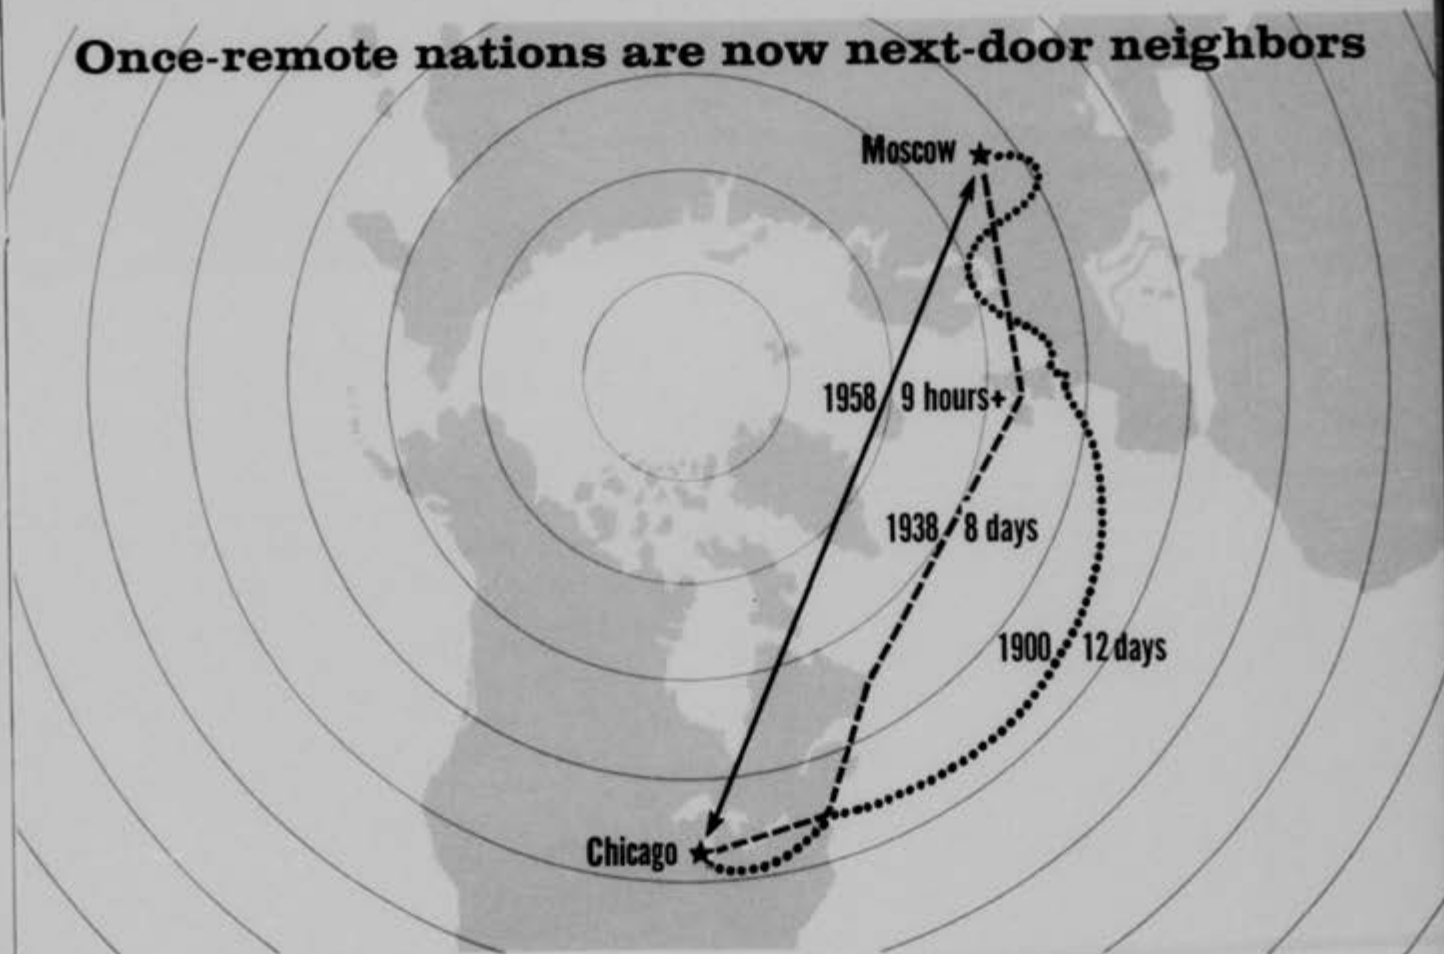 Once-remote nations are now next-door neighbors
Moscow
1958 9 hours+
1938 8 days
1900 12 days
Chicago